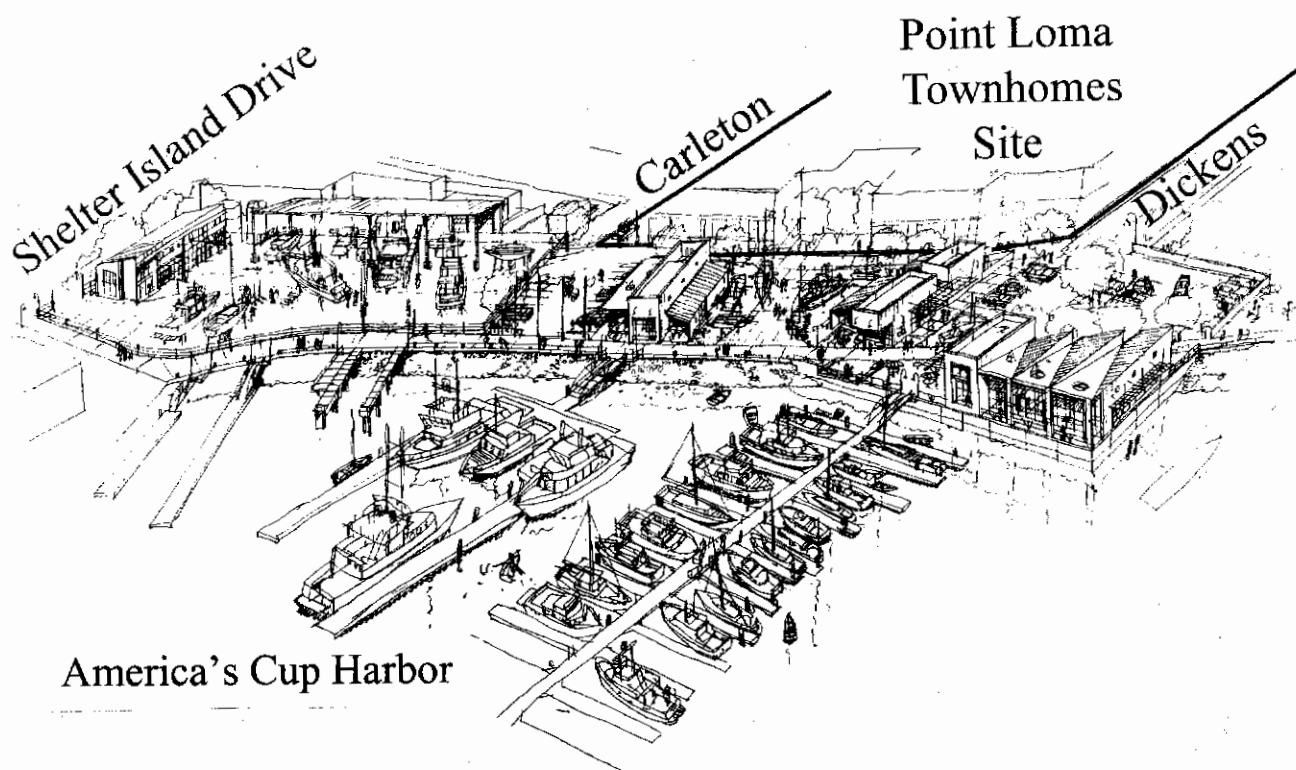 Shelter Island Drive
Carleton
Point Loma
Townhomes
Site
Dickens
America's Cup Harbor